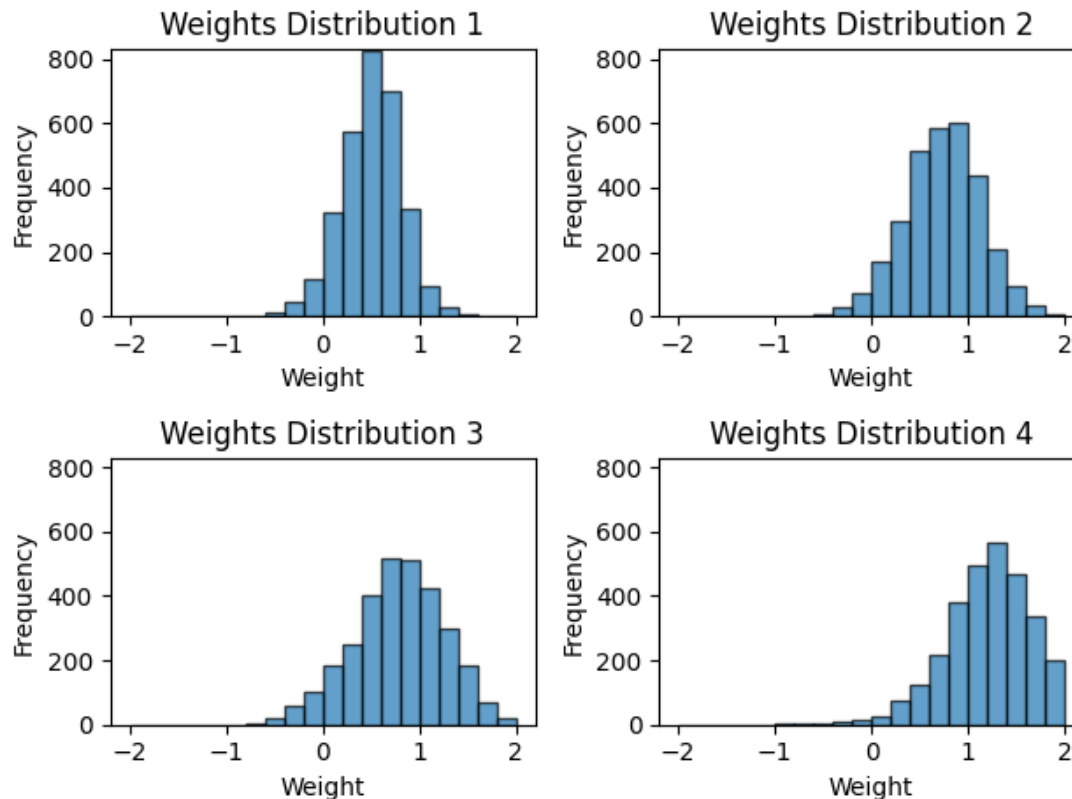 Weights Distribution 1
800
600
400
200
0
Frequency
−2 −1 0 1 2
Weight
Weights Distribution 2
800
600
400
200
0
Frequency
−2 −1 0 1 2
Weight
Weights Distribution 3
800
600
400
200
0
Frequency
−2 −1 0 1 2
Weight
Weights Distribution 4
800
600
400
200
0
Frequency
−2 −1 0 1 2
Weight